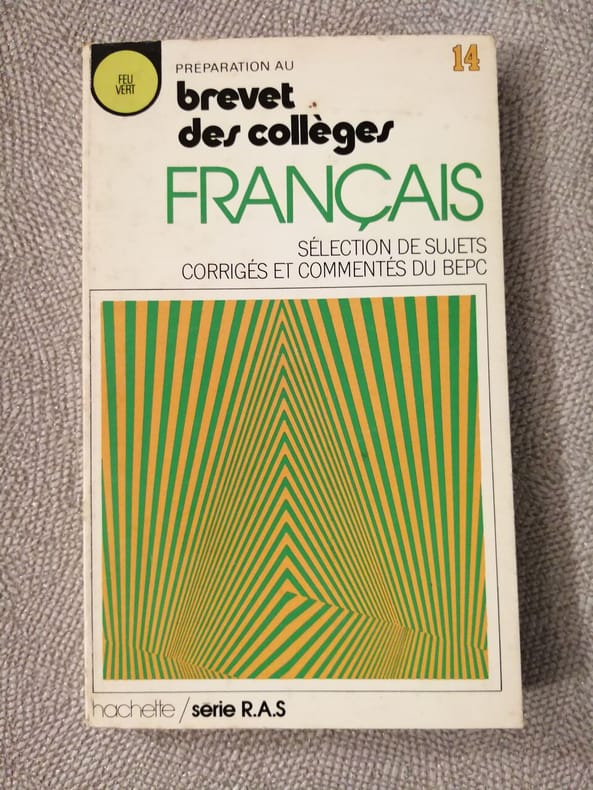 FEU
VERT
PRÉPARATION AU
14
brevet
des collèges
FRANÇAIS
SÉLECTION DE SUJETS
CORRIGÉS ET COMMENTÉS DU BEPC
hachette / serie R.A.S